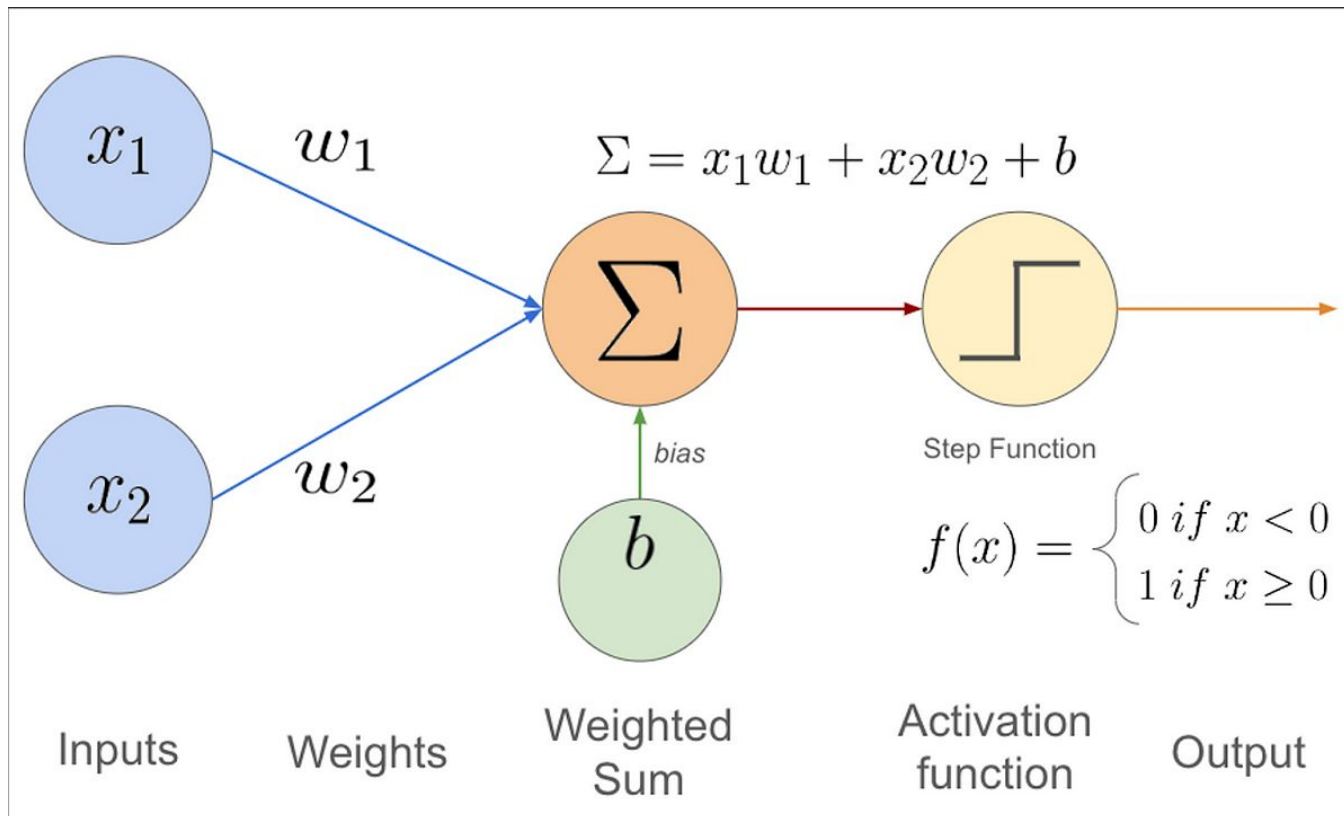 x₁
w₁
Σ = x₁w₁ + x₂w₂ + b
Σ
x₂
w₂
bias
b
Step Function
f(x) = { 0 if x < 0
1 if x ≥ 0
Inputs
Weights
Weighted
Sum
Activation
function
Output